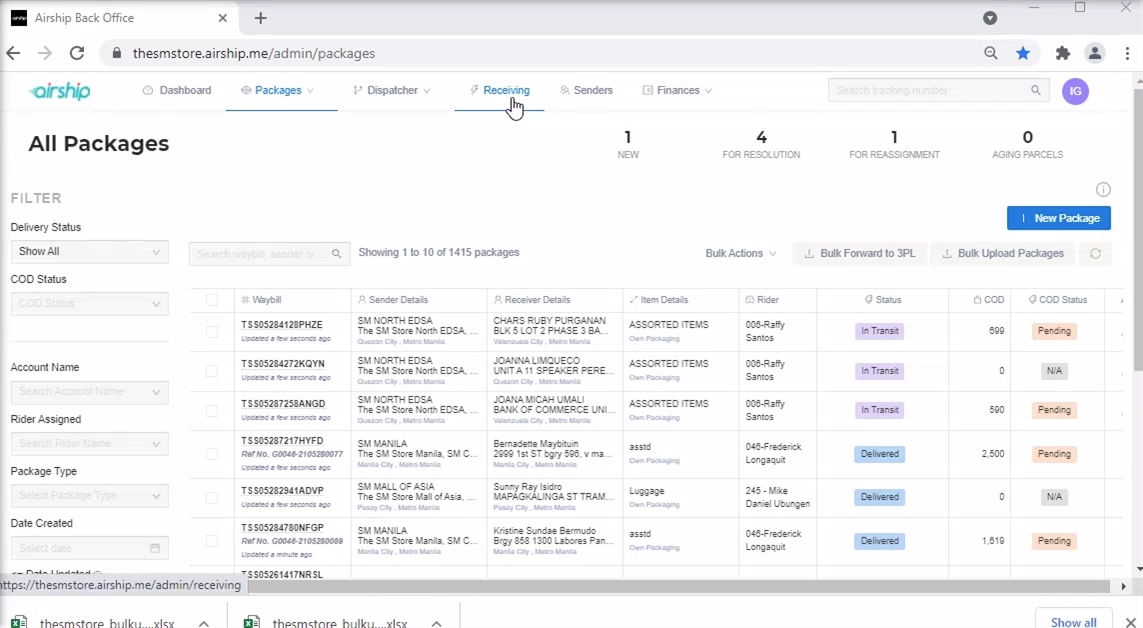 Airship Back Office
thesmstore.airship.me/admin/packages
airship
Dashboard
Packages
Dispatcher
Receiving
Senders
Finances
Search tracking number
IG
All Packages
1
NEW
4
FOR RESOLUTION
1
FOR REASSIGNMENT
0
AGING PARCELS
FILTER
New Package
Delivery Status
Show All
COD Status
COD Status
Account Name
Search Account Name
Rider Assigned
Search Rider Name
Package Type
Select Package Type
Date Created
Select date
Search waybill, sender or ...
Showing 1 to 10 of 1415 packages
Bulk Actions
Bulk Forward to 3PL
Bulk Upload Packages
# Waybill
Sender Details
Receiver Details
Item Details
Rider
Status
COD
COD Status
TSS05284128PHZE
Updated a few seconds ago
SM NORTH EDSA
The SM Store North EDSA, ...
Quezon City , Metro Manila
CHARS RUBY PURGANAN
BLK 5 LOT 2 PHASE 3 BA...
Valenzuela City , Metro Manila
ASSORTED ITEMS
Own Packaging
006-Raffy
Santos
In Transit
699
Pending
TSS05284272KQYN
Updated a few seconds ago
SM NORTH EDSA
The SM Store North EDSA, ...
Quezon City , Metro Manila
JOANNA LIMQUECO
UNIT A 11 SPEAKER PERE...
Quezon City , Metro Manila
ASSORTED ITEMS
Own Packaging
006-Raffy
Santos
In Transit
0
N/A
TSS05287258ANGD
Updated a few seconds ago
SM NORTH EDSA
The SM Store North EDSA, ...
Quezon City , Metro Manila
JOANA MICAH UMALI
BANK OF COMMERCE UNI...
Valenzuela City , Metro Manila
ASSORTED ITEMS
Own Packaging
006-Raffy
Santos
In Transit
590
Pending
TSS05287217HYFD
Ref No. G0046-2105280077
Updated a few seconds ago
SM MANILA
The SM Store Manila, SM C...
Manila City , Metro Manila
Bernadette Maybituin
2999 1st ST bgry 596, v ma...
Manila City , Metro Manila
asstd
Own Packaging
046-Frederick
Longaquit
Delivered
2,500
Pending
TSS05282941ADVP
Updated a few seconds ago
SM MALL OF ASIA
The SM Store Mall of Asia, ...
Pasay City , Metro Manila
Sunny Ray Isidro
MAPAGKALINGA ST TRAM...
Pasay City , Metro Manila
Luggage
Own Packaging
245 - Mike
Daniel Ubungen
Delivered
0
N/A
TSS05284780NFGP
Ref No. G0046-2105280089
Updated a minute ago
SM MANILA
The SM Store Manila, SM C...
Manila City , Metro Manila
Kristine Sundae Bermudo
Brgy 858 1300 Labores Pan...
Manila City , Metro Manila
asstd
Own Packaging
046-Frederick
Longaquit
Delivered
1,619
Pending
TSS05261417NRSL
https://thesmstore.airship.me/admin/receiving
thesmstore_bulku....xlsx
thesmstore_bulku....xlsx
Show all